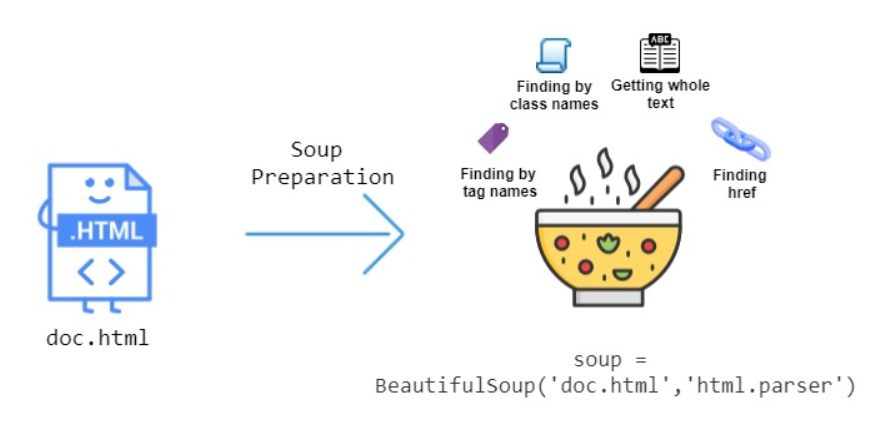 ABC
Finding by
class names
Getting whole
text
Soup
Preparation
Finding by
tag names
Finding
href
.HTML
< >
doc.html
soup =
BeautifulSoup('doc.html','html.parser')